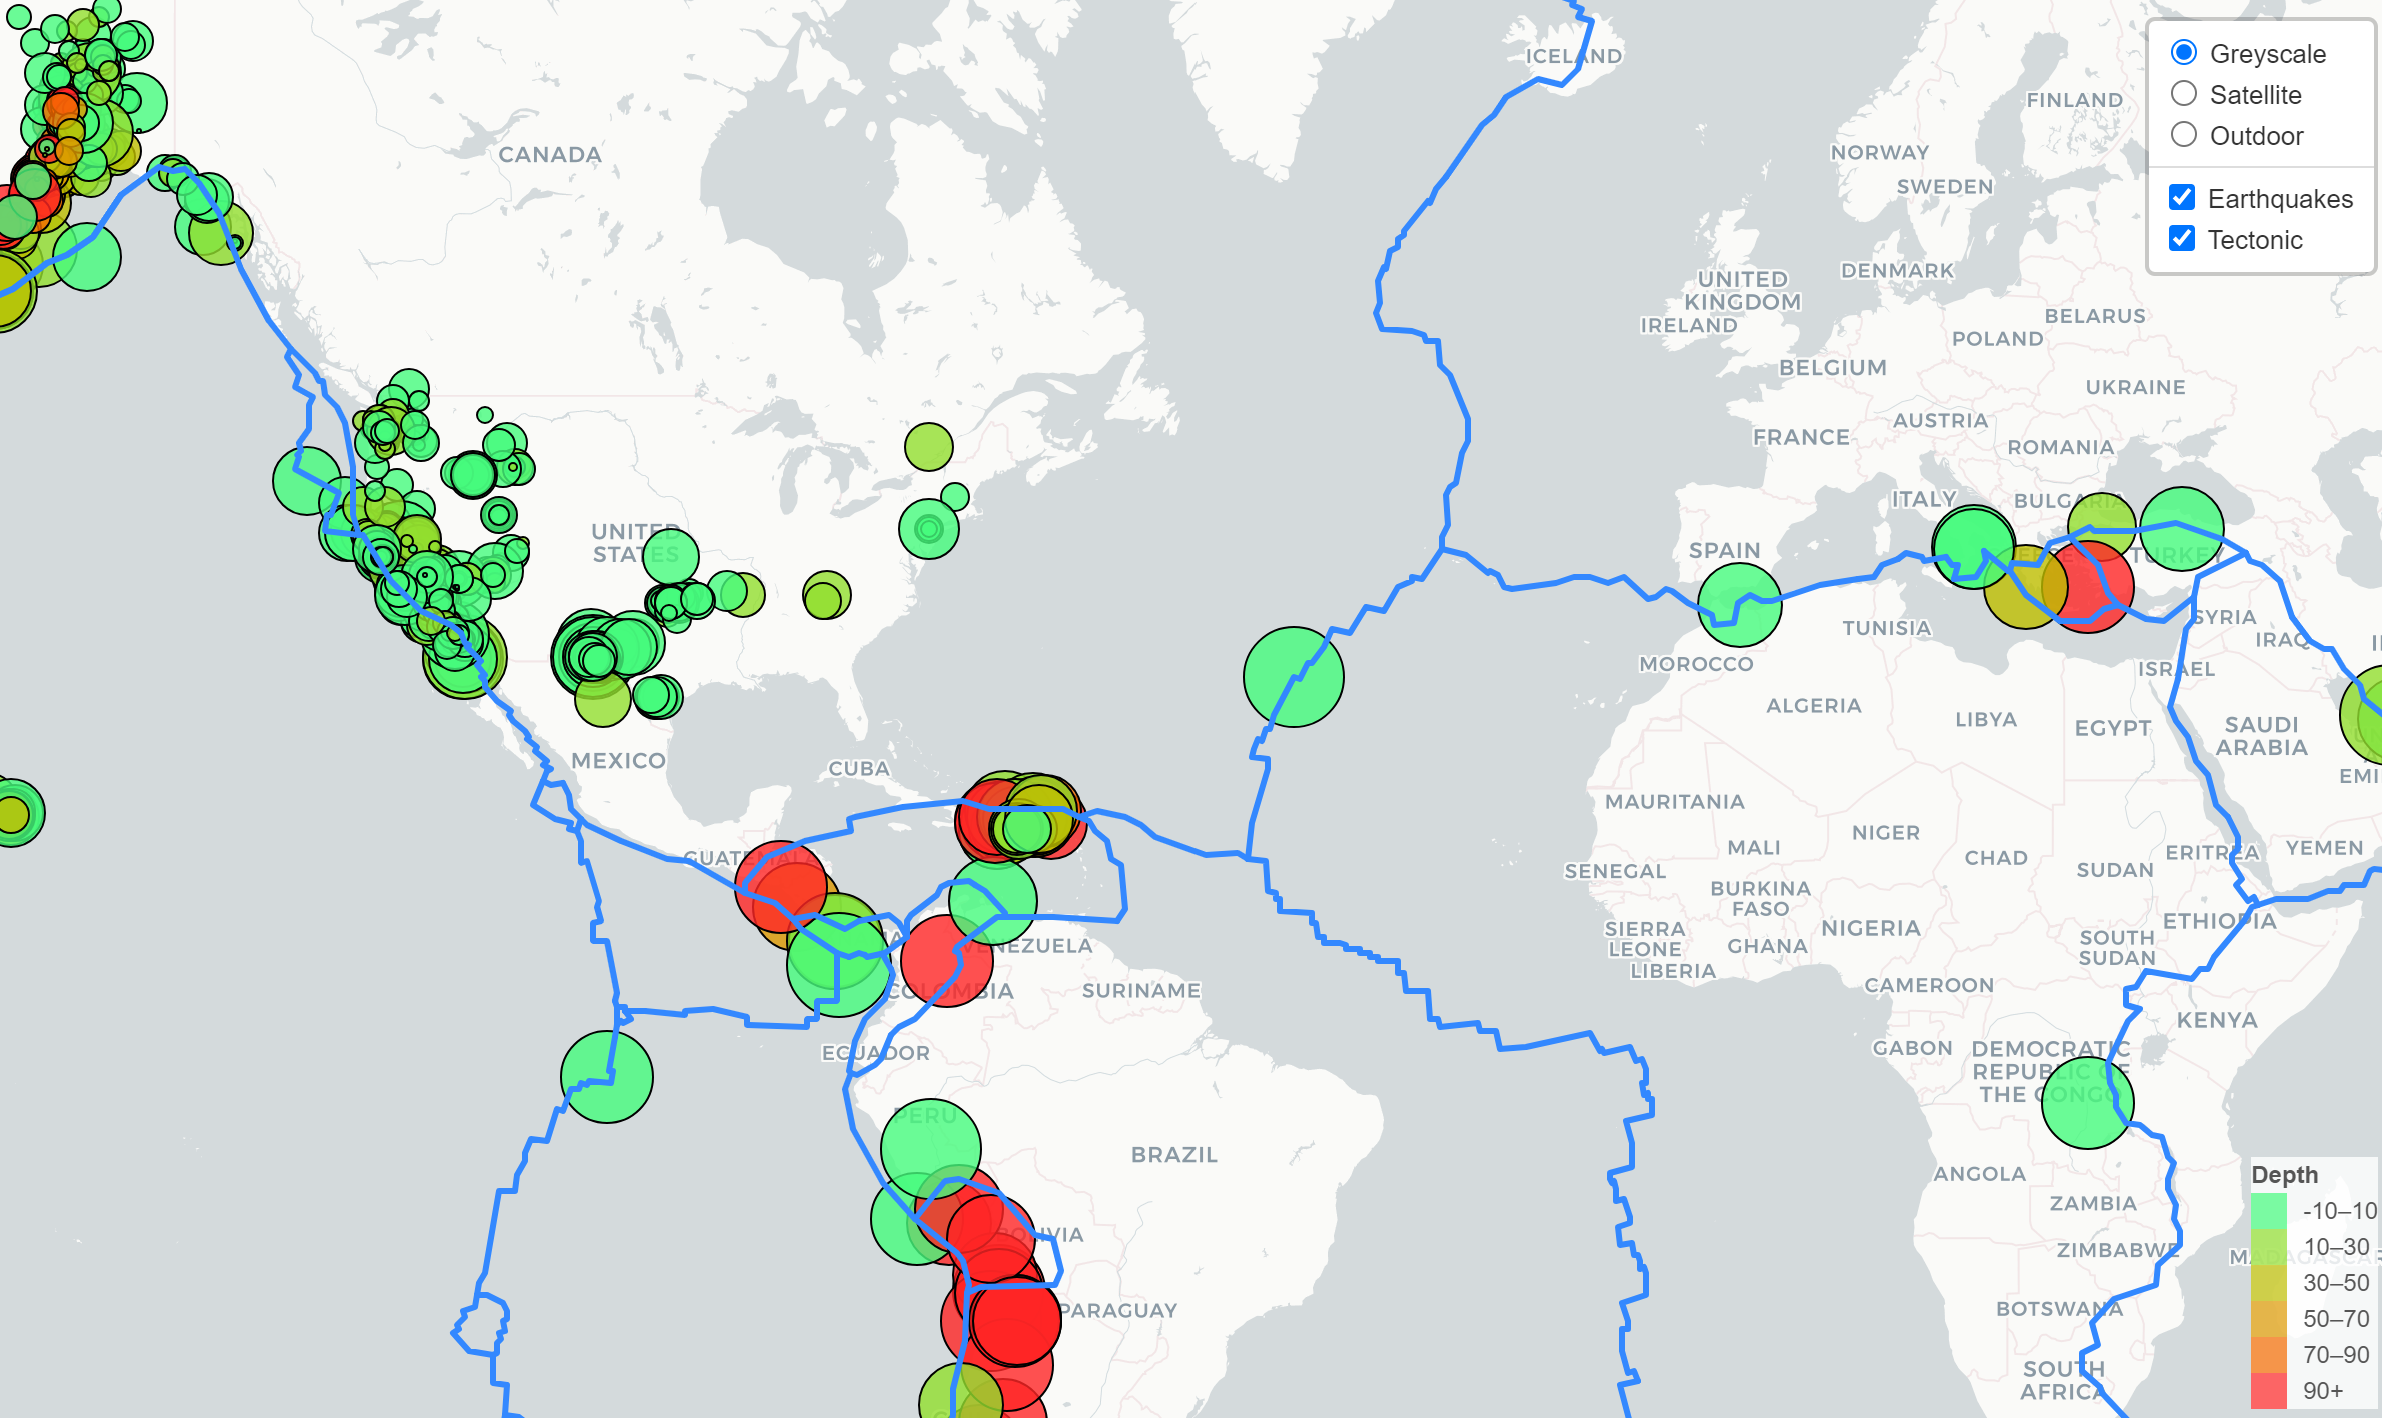 ICELAND
Greyscale
Satellite
Outdoor
Earthquakes
Tectonic
FINLAND
NORWAY
SWEDEN
CANADA
DENMARK
UNITED
KINGDOM
IRELAND
BELARUS
POLAND
BELGIUM
UKRAINE
AUSTRIA
FRANCE
ROMANIA
ITALY
BULGARIA
UNITED
STATES
SPAIN
TURKEY
SYRIA
TUNISIA
IRAQ
MOROCCO
ISRAEL
ALGERIA
LIBYA
EGYPT
SAUDI
ARABIA
MEXICO
CUBA
EMI
MAURITANIA
NIGER
MALI
CHAD
ERITREA
YEMEN
GUATEMALA
SENEGAL
SUDAN
BURKINA
FASO
SIERRA
LEONE
GHANA
NIGERIA
ETHIOPIA
SOUTH
SUDAN
VENEZUELA
LIBERIA
CAMEROON
COLOMBIA
SURINAME
KENYA
ECUADOR
GABON
DEMOCRATIC
REPUBLIC OF
THE CONGO
PERU
BRAZIL
ANGOLA
ZAMBIA
BOLIVIA
ZIMBABWE
MADAGASCAR
PARAGUAY
BOTSWANA
SOUTH
AFRICA
Depth
-10–10
10–30
30–50
50–70
70–90
90+